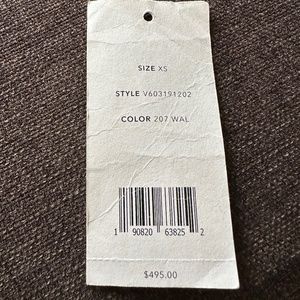 SIZE XS
STYLE V603191202
COLOR 207 WAL
1 90820 63825 2
$495.00